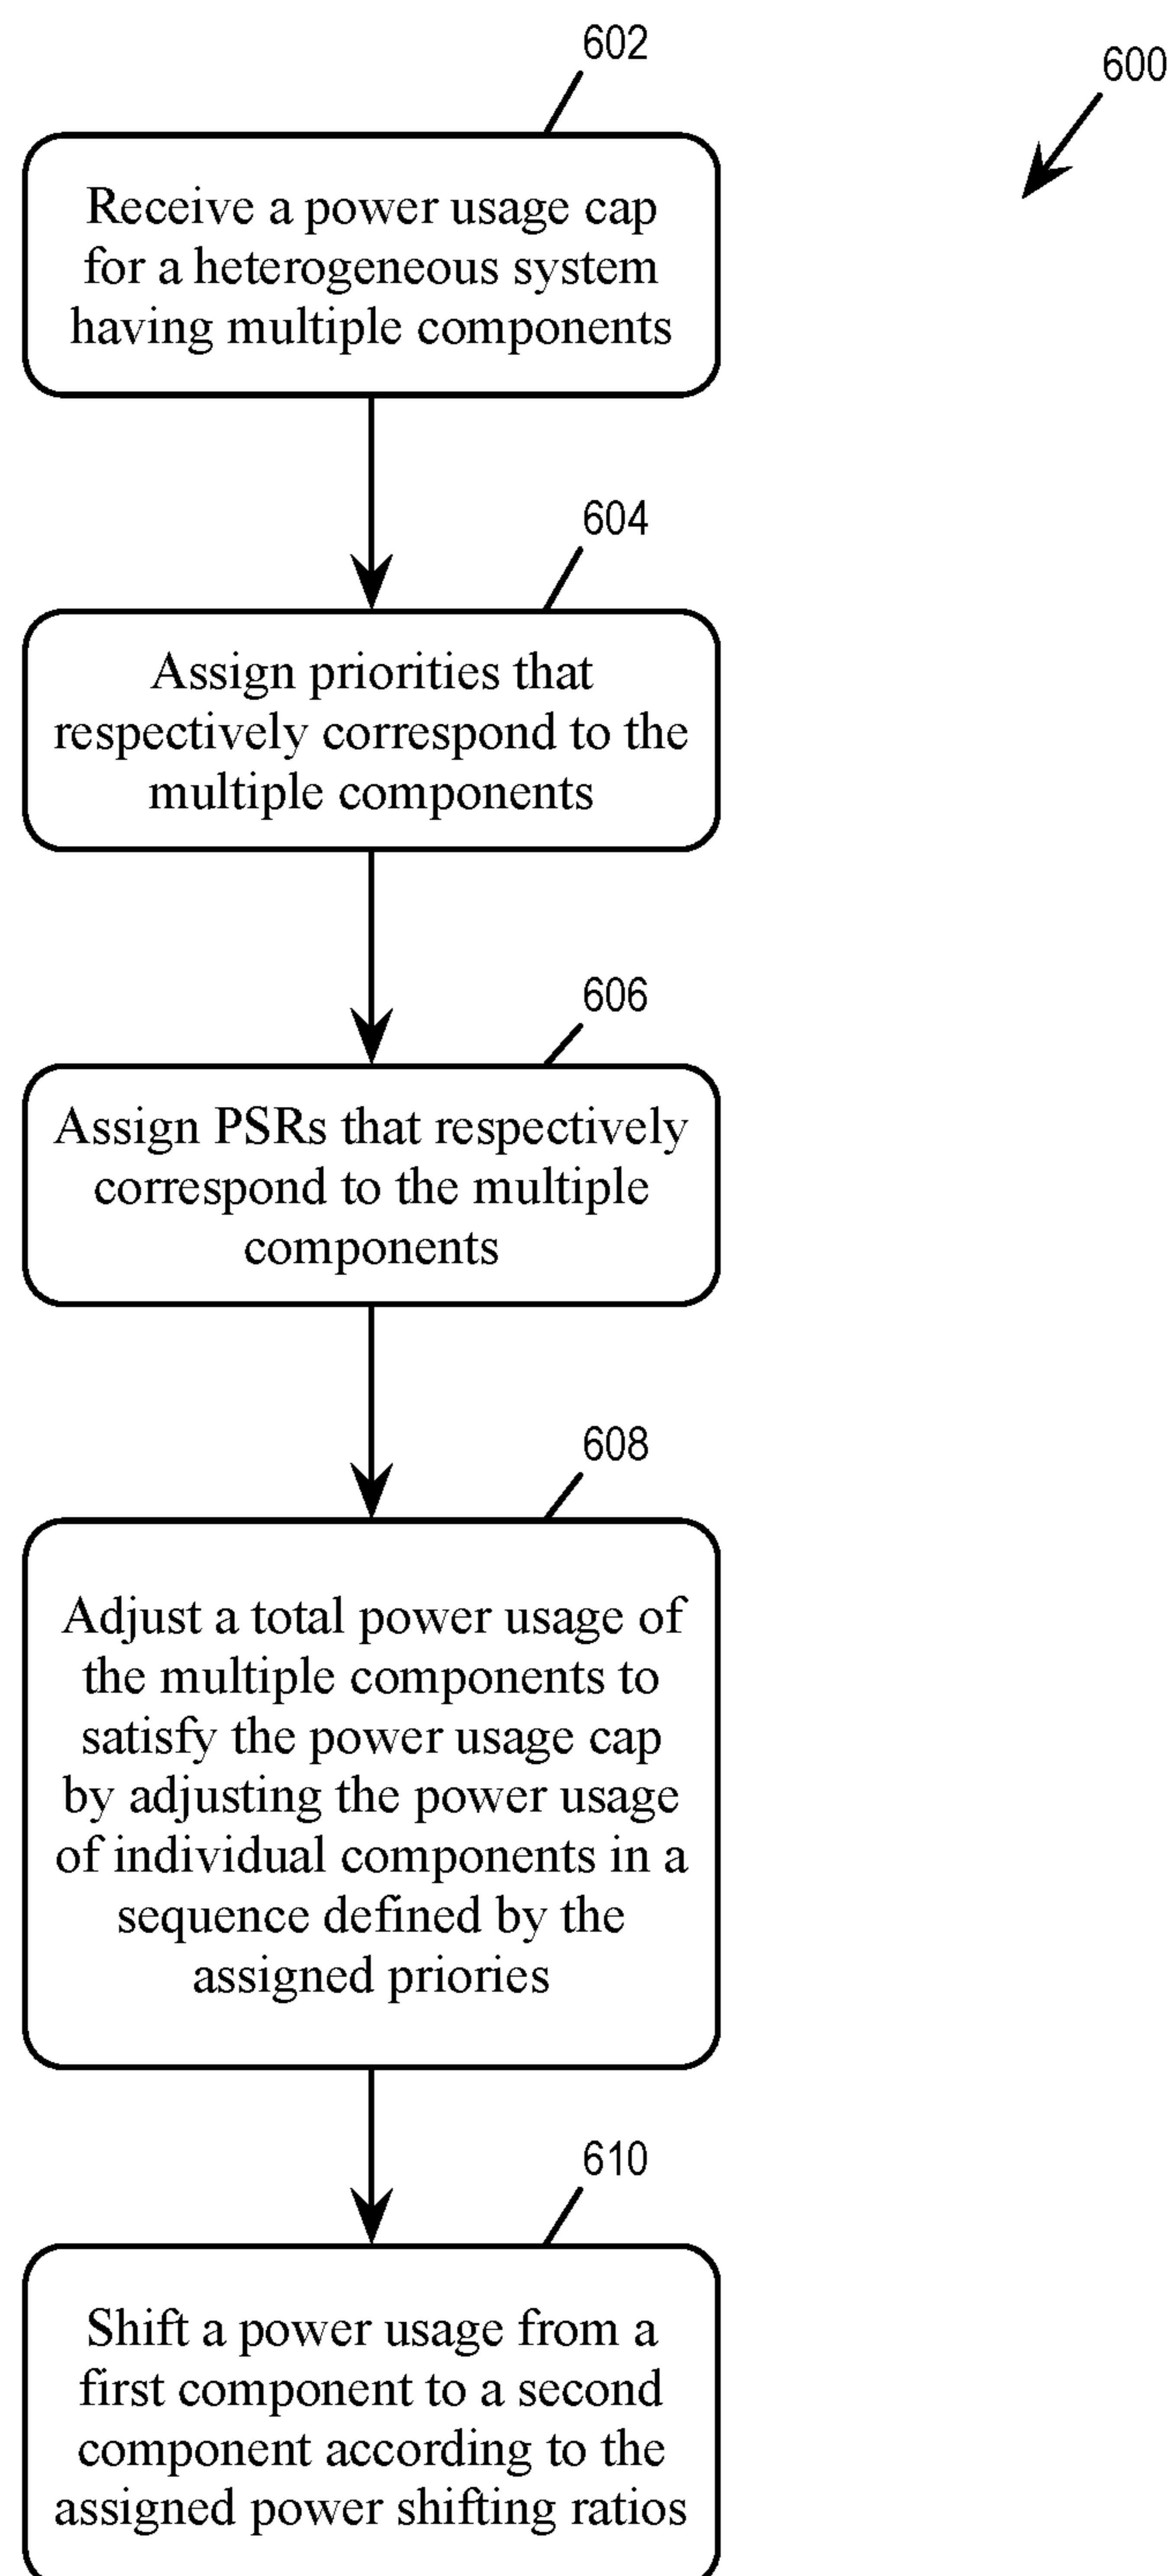 602
600
Receive a power usage cap
for a heterogeneous system
having multiple components
604
Assign priorities that
respectively correspond to the
multiple components
606
Assign PSRs that respectively
correspond to the multiple
components
608
Adjust a total power usage of
the multiple components to
satisfy the power usage cap
by adjusting the power usage
of individual components in a
sequence defined by the
assigned priories
610
Shift a power usage from a
first component to a second
component according to the
assigned power shifting ratios